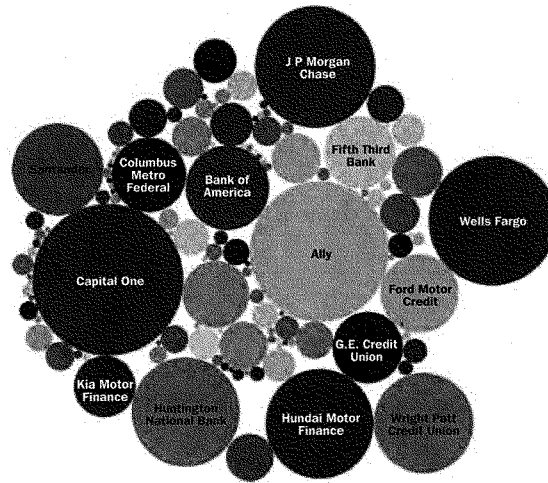 J P Morgan
Chase
Fifth Third
Bank
Santander
Columbus
Metro
Federal
Bank of
America
Wells Fargo
Ally
Capital One
Ford Motor
Credit
G.E. Credit
Union
Kia Motor
Finance
Huntington
National Bank
Hundai Motor
Finance
Wright Patt
Credit Union